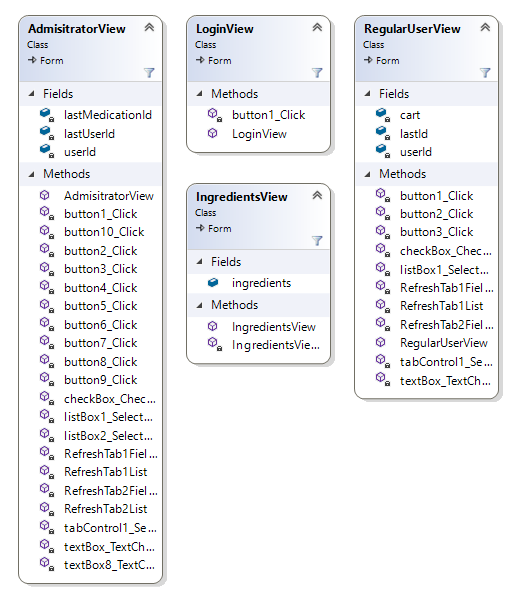 AdmisitratorView
Class
Form
Fields
lastMedicationId
lastUserId
userId
Methods
AdmisitratorView
button1_Click
button10_Click
button2_Click
button3_Click
button4_Click
button5_Click
button6_Click
button7_Click
button8_Click
button9_Click
checkBox_Chec...
listBox1_Select...
listBox2_Select...
RefreshTab1Fiel...
RefreshTab1List
RefreshTab2Fiel...
RefreshTab2List
tabControl1_Se...
textBox_TextCh...
textBox8_TextC...
LoginView
Class
Form
Methods
button1_Click
LoginView
IngredientsView
Class
Form
Fields
ingredients
Methods
IngredientsView
IngredientsVie...
RegularUserView
Class
Form
Fields
cart
lastId
userId
Methods
button1_Click
button2_Click
button3_Click
checkBox_Chec...
listBox1_Select...
RefreshTab1Fiel...
RefreshTab1List
RefreshTab2Fiel...
RegularUserView
tabControl1_Se...
textBox_TextCh...